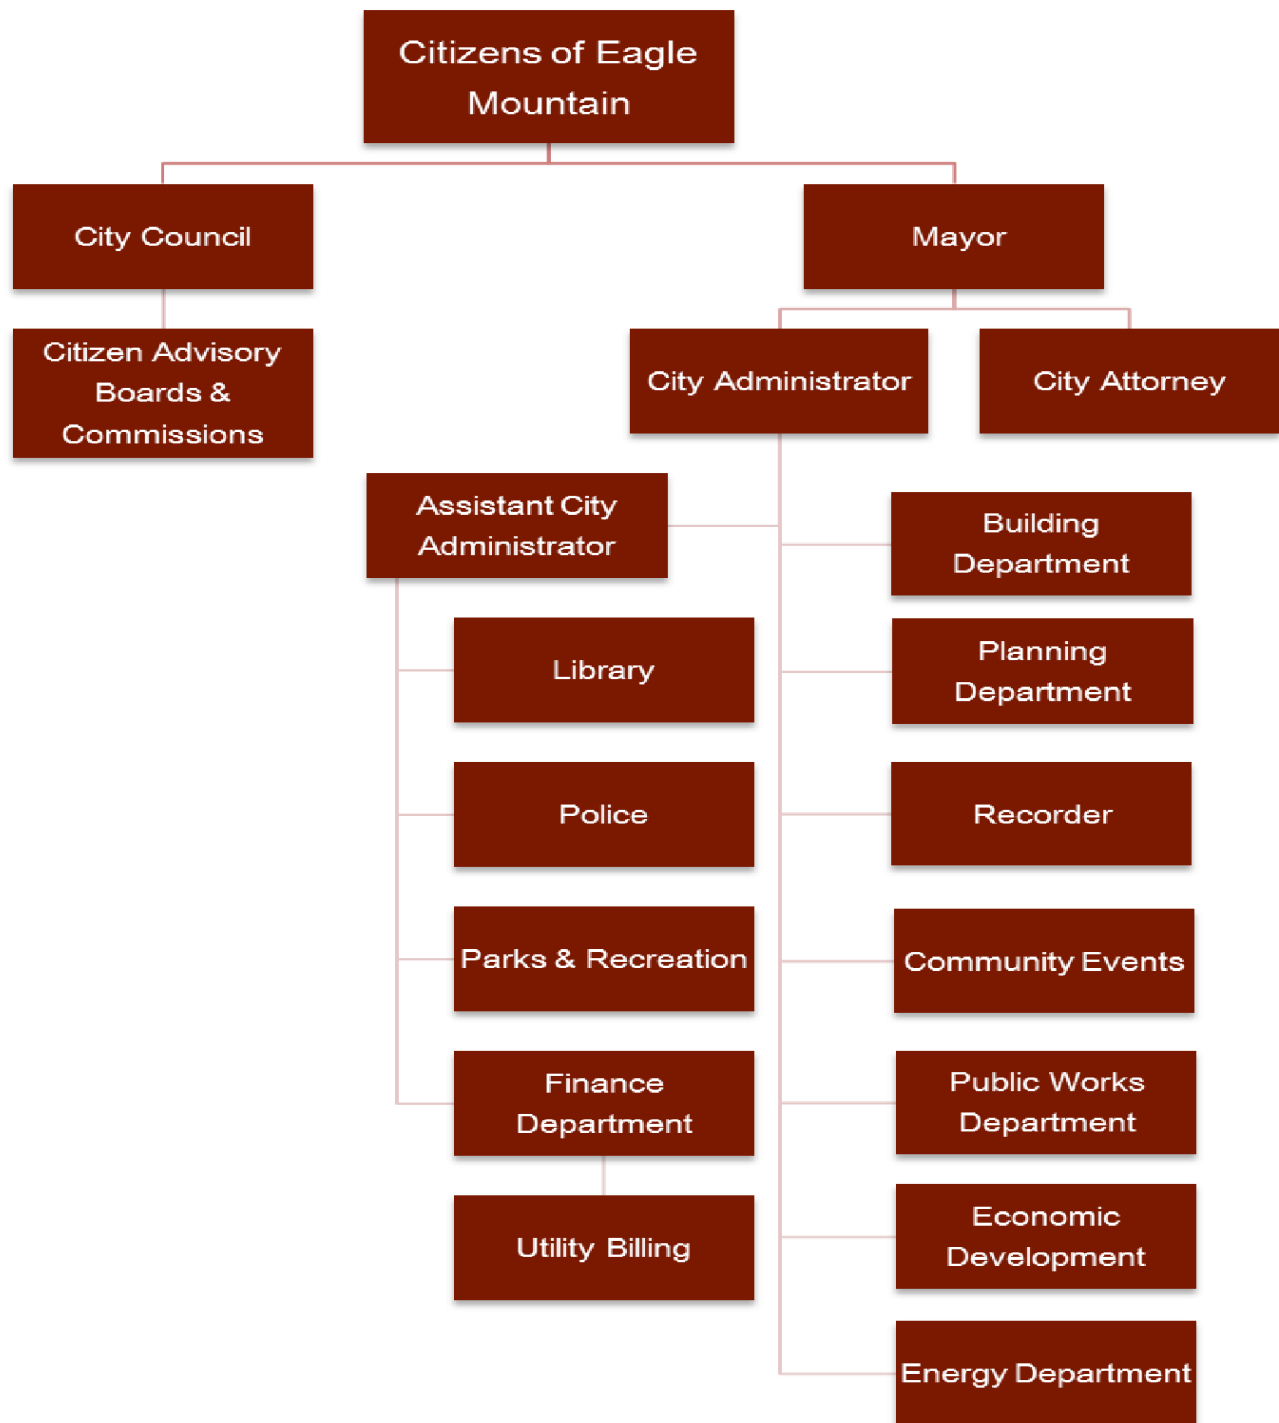 Citizens of Eagle
Mountain
City Council
Mayor
Citizen Advisory
Boards &
Commissions
City Administrator
City Attorney
Assistant City
Administrator
Building
Department
Library
Planning
Department
Police
Recorder
Parks & Recreation
Community Events
Finance
Department
Public Works
Department
Utility Billing
Economic
Development
Energy Department